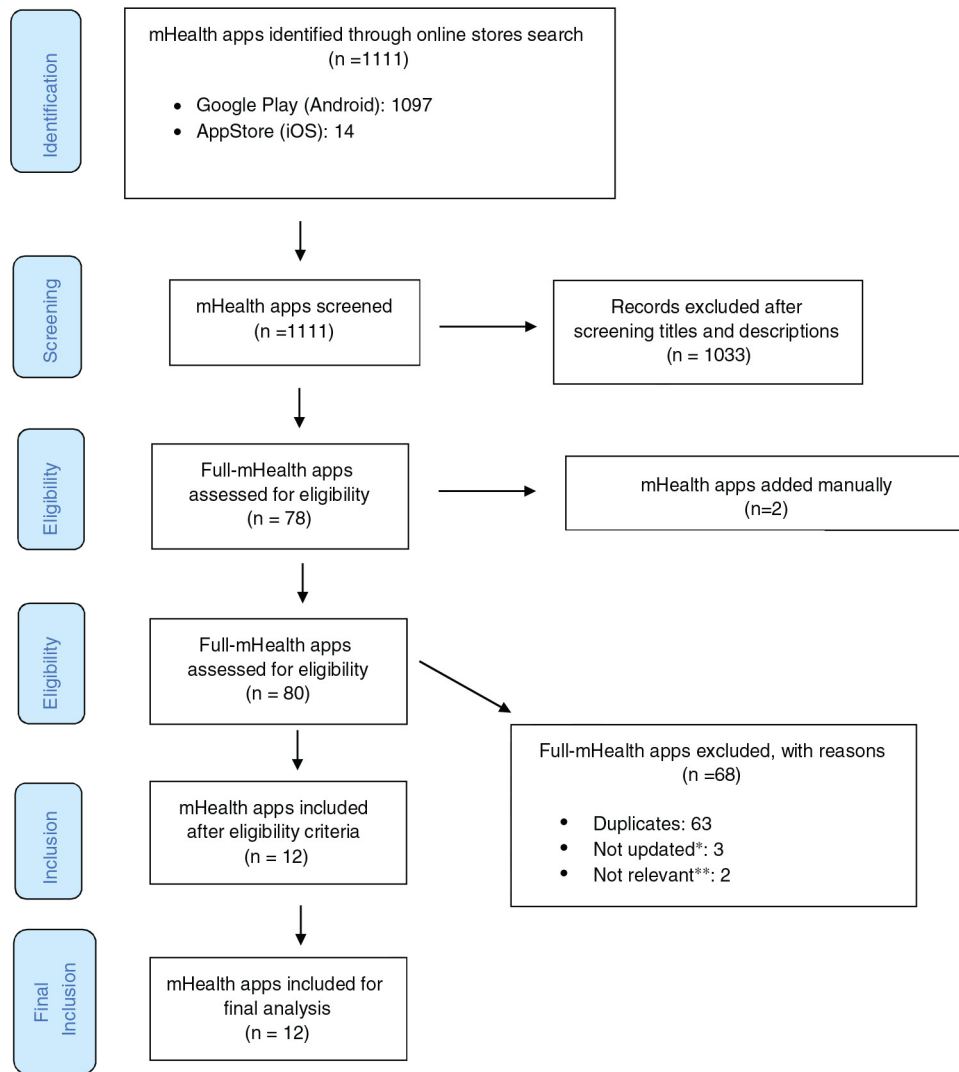 Identification
mHealth apps identified through online stores search
(n =1111)
• Google Play (Android): 1097
• AppStore (iOS): 14
Screening
mHealth apps screened
(n =1111)
Records excluded after
screening titles and descriptions
(n = 1033)
Eligibility
Full-mHealth apps
assessed for eligibility
(n = 78)
mHealth apps added manually
(n=2)
Eligibility
Full-mHealth apps
assessed for eligibility
(n = 80)
Full-mHealth apps excluded, with reasons
(n =68)
• Duplicates: 63
• Not updated*: 3
• Not relevant**: 2
Inclusion
mHealth apps included
after eligibility criteria
(n = 12)
Final
Inclusion
mHealth apps included for
final analysis
(n = 12)